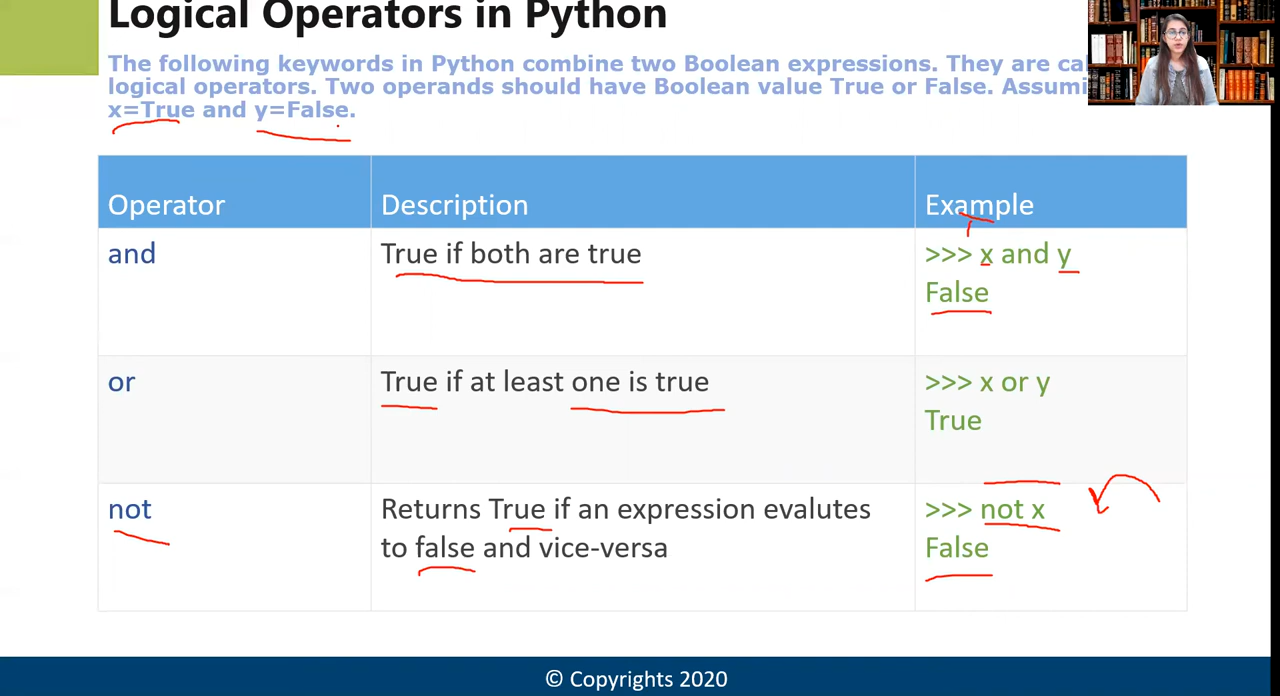 Logical Operators in Python
The following keywords in Python combine two Boolean expressions. They are ca
logical operators. Two operands should have Boolean value True or False. Assumi
x=True and y=False.
Operator Description Example
and True if both are true >>> x and y
False
or True if at least one is true >>> x or y
True
not Returns True if an expression evalutes >>> not x
to false and vice-versa False
© Copyrights 2020